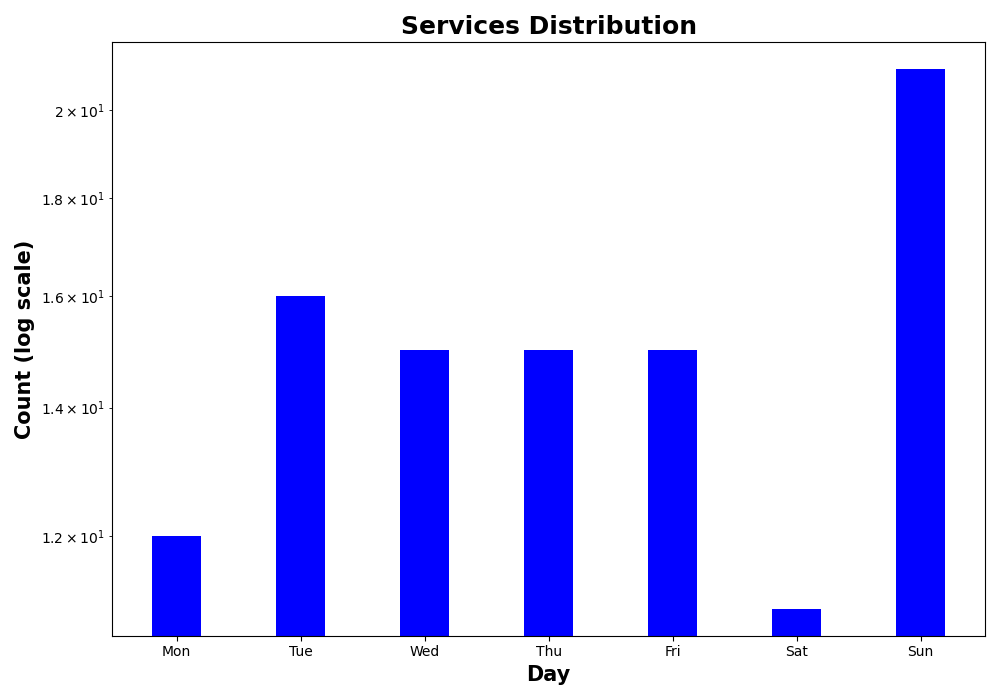 Services Distribution
Count (log scale)
2 × 10¹
1.8 × 10¹
1.6 × 10¹
1.4 × 10¹
1.2 × 10¹
Mon Tue Wed Thu Fri Sat Sun
Day